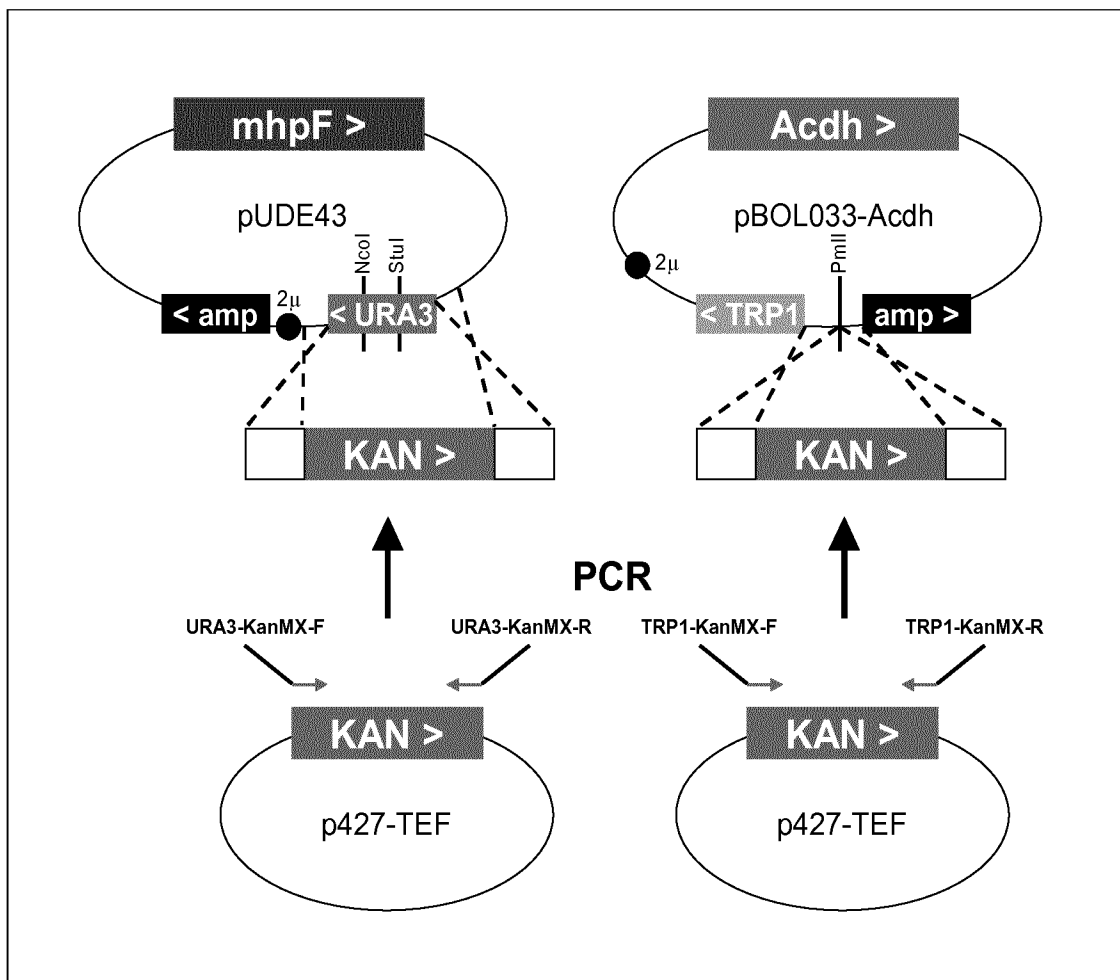 mhpF >
Acdh >
pUDE43
pBOL033-Acdh
NcoI
StuI
PmlI
2µ
2µ
< amp
< URA3
< TRP1
amp >
KAN >
KAN >
PCR
URA3-KanMX-F
URA3-KanMX-R
TRP1-KanMX-F
TRP1-KanMX-R
KAN >
KAN >
p427-TEF
p427-TEF